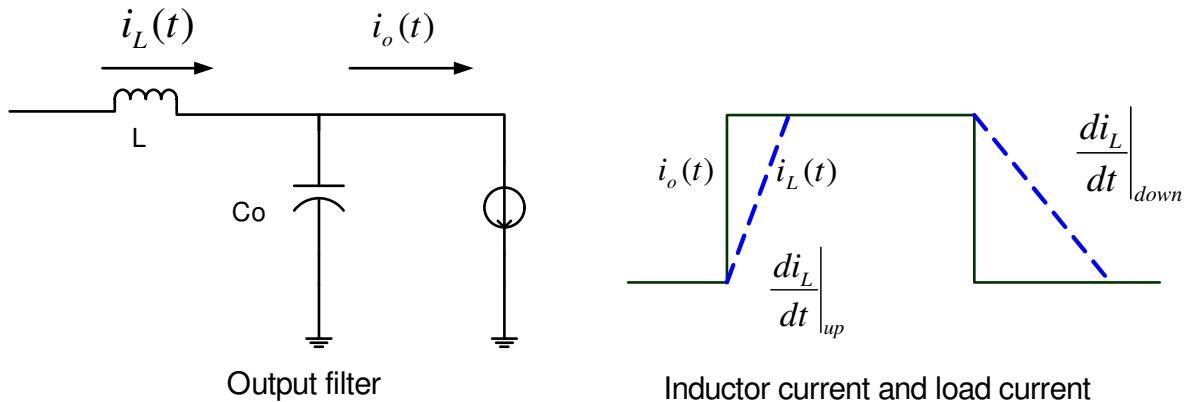 i_L(t)
i_o(t)
L
Co
Output filter
i_o(t)
i_L(t)
di_L/dt|_up
di_L/dt|_down
Inductor current and load current